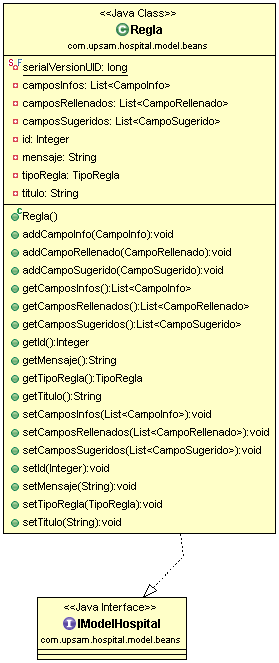 <<Java Class>>
Regla
com.upsam.hospital.model.beans
serialVersionUID: long
camposInfos: List<CampoInfo>
camposRellenados: List<CampoRellenado>
camposSugeridos: List<CampoSugerido>
id: Integer
mensaje: String
tipoRegla: TipoRegla
titulo: String
Regla()
addCampoInfo(CampoInfo):void
addCampoRellenado(CampoRellenado):void
addCampoSugerido(CampoSugerido):void
getCamposInfos():List<CampoInfo>
getCamposRellenados():List<CampoRellenado>
getCamposSugeridos():List<CampoSugerido>
getId():Integer
getMensaje():String
getTipoRegla():TipoRegla
getTitulo():String
setCamposInfos(List<CampoInfo>):void
setCamposRellenados(List<CampoRellenado>):void
setCamposSugeridos(List<CampoSugerido>):void
setId(Integer):void
setMensaje(String):void
setTipoRegla(TipoRegla):void
setTitulo(String):void
<<Java Interface>>
IModelHospital
com.upsam.hospital.model.beans